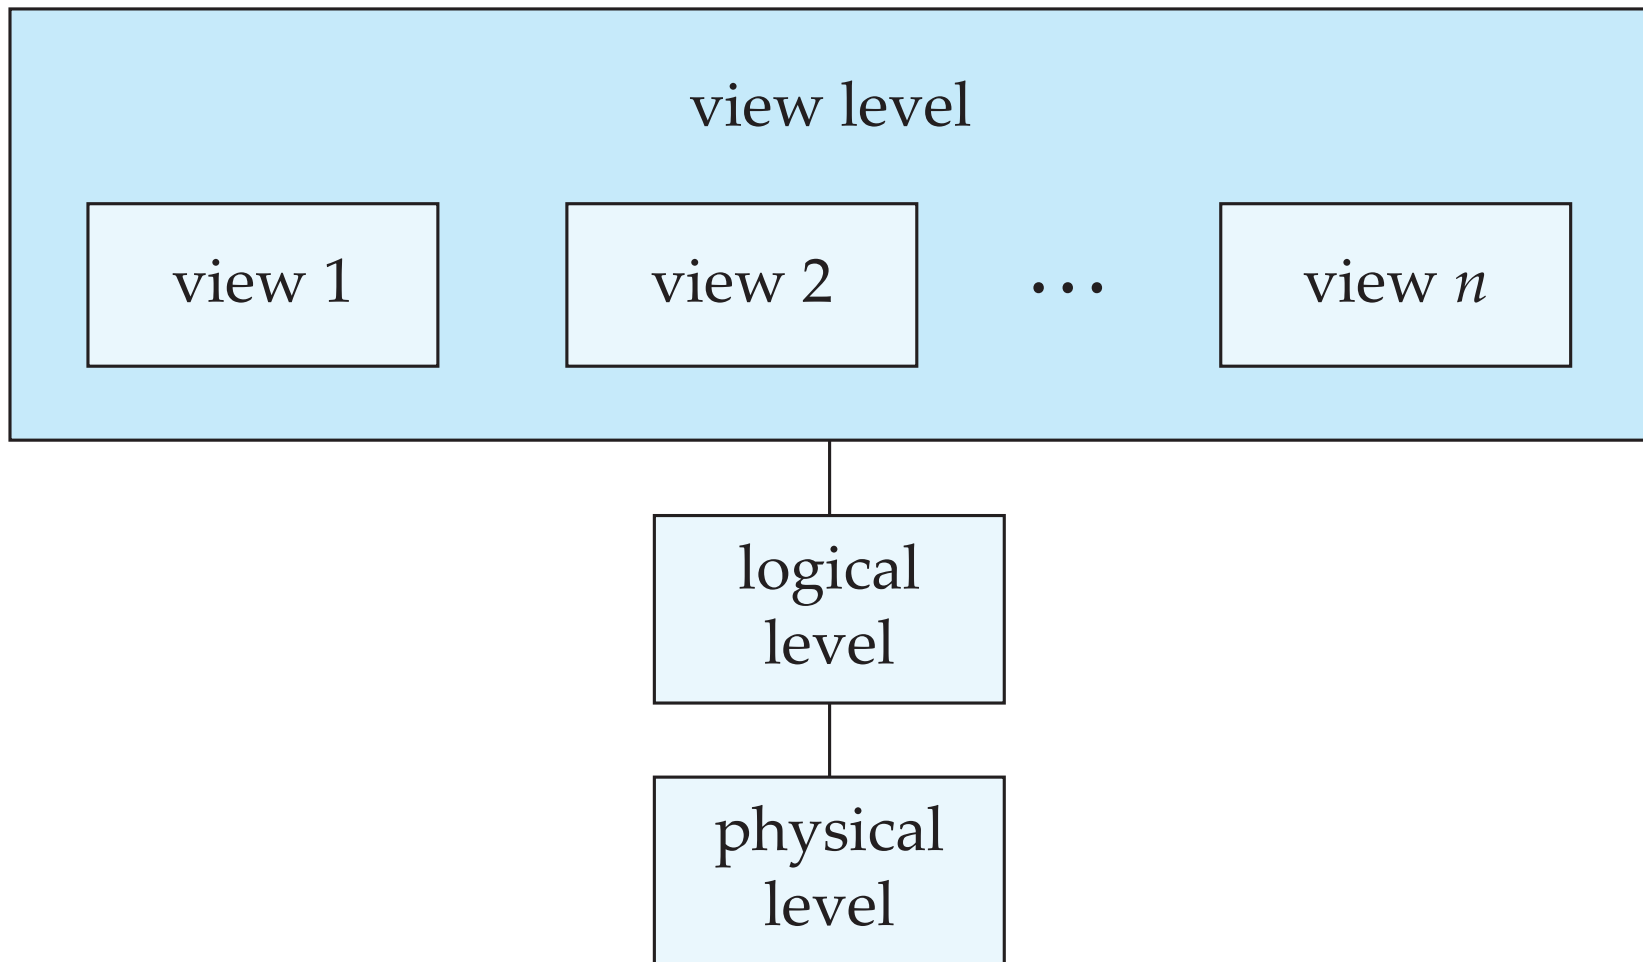 view level
view 1
view 2
...
view n
logical
level
physical
level